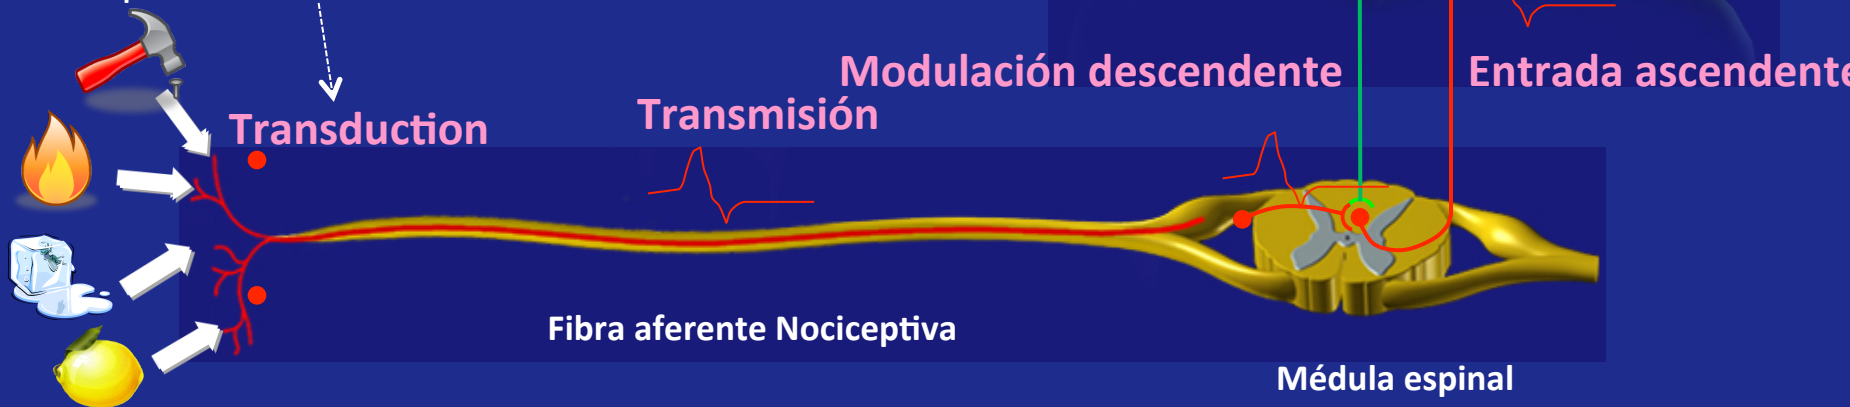 Modulación descendente
Entrada ascendente
Transmisión
Transduction
Fibra aferente Nociceptiva
Médula espinal